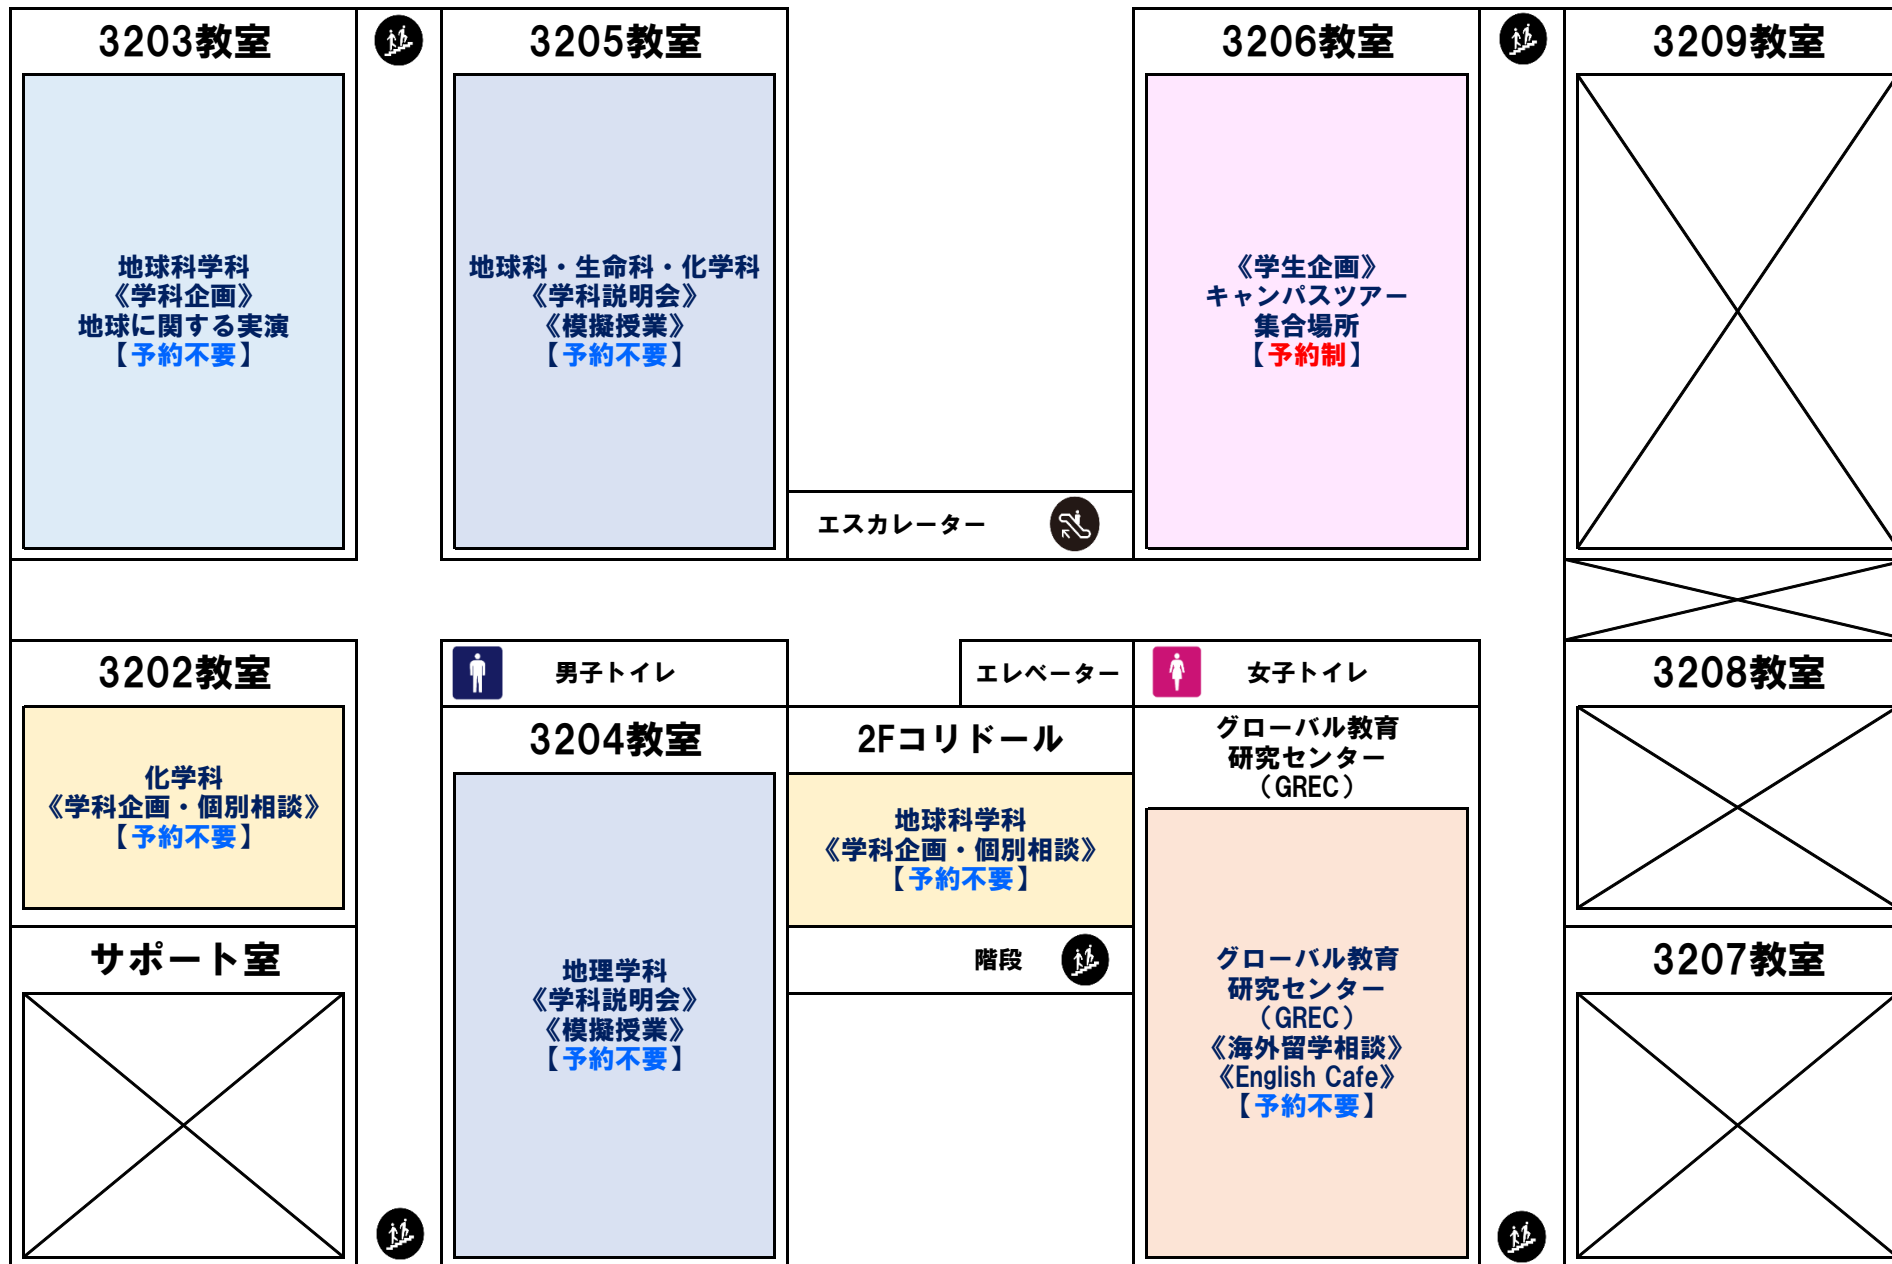 3203教室
地球科学科
《学科企画》
地球に関する実演
【予約不要】
3205教室
地球科・生命科・化学科
《学科説明会》
《模擬授業》
【予約不要】
エスカレーター
3206教室
《学生企画》
キャンパスツアー
集合場所
【予約制】
3209教室
3202教室
化学科
《学科企画・個別相談》
【予約不要】
サポート室
男子トイレ
3204教室
地理学科
《学科説明会》
《模擬授業》
【予約不要】
エレベーター
2Fコリドール
地球科学科
《学科企画・個別相談》
【予約不要】
階段
女子トイレ
グローバル教育
研究センター
（GREC）
グローバル教育
研究センター
（GREC）
《海外留学相談》
《English Cafe》
【予約不要】
3208教室
3207教室